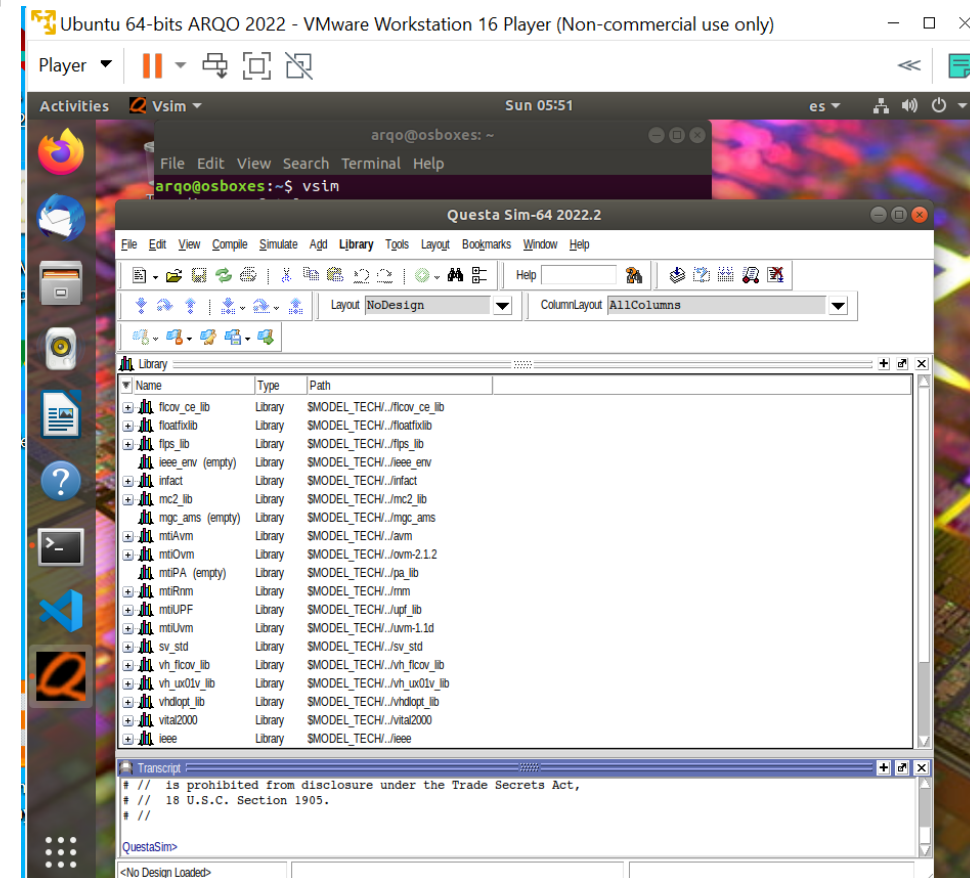 Ubuntu 64-bits ARQO 2022 - VMware Workstation 16 Player (Non-commercial use only)
Player
Activities Vsim Sun 05:51 es
arqo@osboxes: ~
File Edit View Search Terminal Help
arqo@osboxes:~$ vsim
Questa Sim-64 2022.2
File Edit View Compile Simulate Add Library Tools Layout Bookmarks Window Help
Help
Layout NoDesign ColumnLayout AllColumns
Library
Name Type Path
flcov_ce_lib Library $MODEL_TECH/../flcov_ce_lib
floatfixlib Library $MODEL_TECH/../floatfixlib
flps_lib Library $MODEL_TECH/../flps_lib
ieee_env (empty) Library $MODEL_TECH/../ieee_env
infact Library $MODEL_TECH/../infact
mc2_lib Library $MODEL_TECH/../mc2_lib
mgc_ams (empty) Library $MODEL_TECH/../mgc_ams
mtiAvm Library $MODEL_TECH/../avm
mtiOvm Library $MODEL_TECH/../ovm-2.1.2
mtiPA (empty) Library $MODEL_TECH/../pa_lib
mtiRnm Library $MODEL_TECH/../rnm
mtiUPF Library $MODEL_TECH/../upf_lib
mtiUvm Library $MODEL_TECH/../uvm-1.1d
sv_std Library $MODEL_TECH/../sv_std
vh_flcov_lib Library $MODEL_TECH/../vh_flcov_lib
vh_ux01v_lib Library $MODEL_TECH/../vh_ux01v_lib
vhdlopt_lib Library $MODEL_TECH/../vhdlopt_lib
vital2000 Library $MODEL_TECH/../vital2000
ieee Library $MODEL_TECH/../ieee
Transcript
# // is prohibited from disclosure under the Trade Secrets Act,
# // 18 U.S.C. Section 1905.
# //
QuestaSim>
<No Design Loaded>